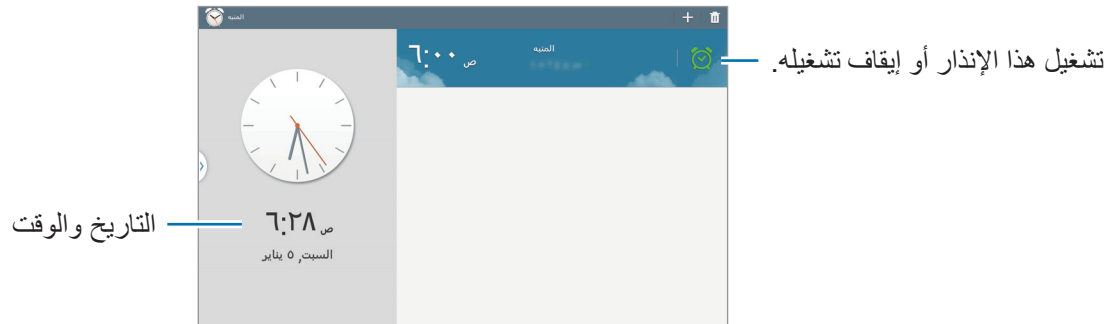 المنبه
المنبه
٦:٠٠ ص
تشغيل هذا الإنذار أو إيقاف تشغيله.
٦:٢٨ ص
السبت, ٥ يناير
التاريخ والوقت